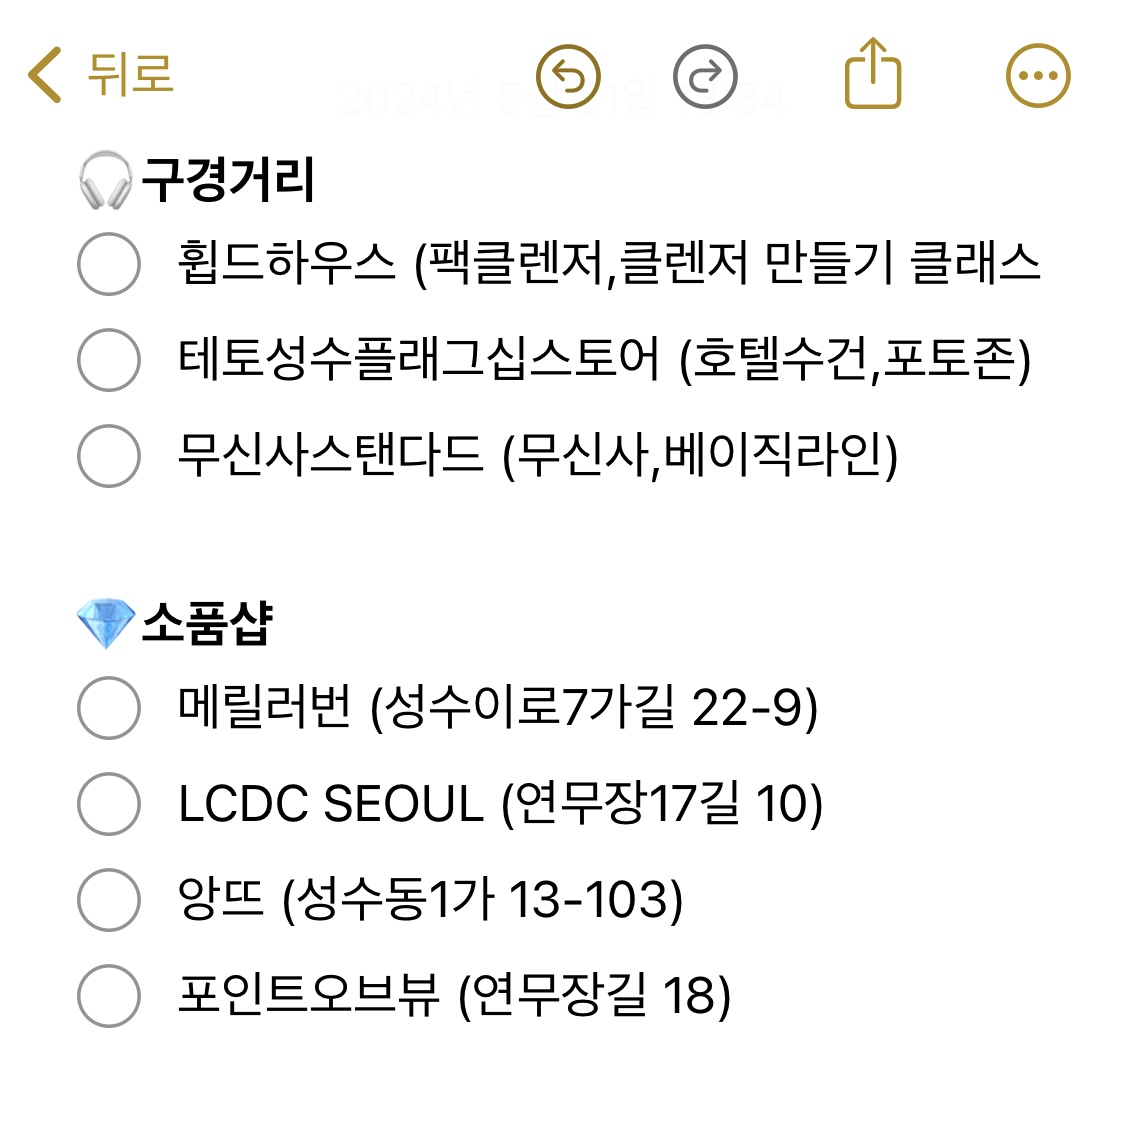 뒤로
🎧구경거리
휩드하우스 (팩클렌저,클렌저 만들기 클래스
테토성수플래그십스토어 (호텔수건,포토존)
무신사스탠다드 (무신사,베이직라인)
💎소품샵
메릴러번 (성수이로7가길 22-9)
LCDC SEOUL (연무장17길 10)
앙뜨 (성수동1가 13-103)
포인트오브뷰 (연무장길 18)